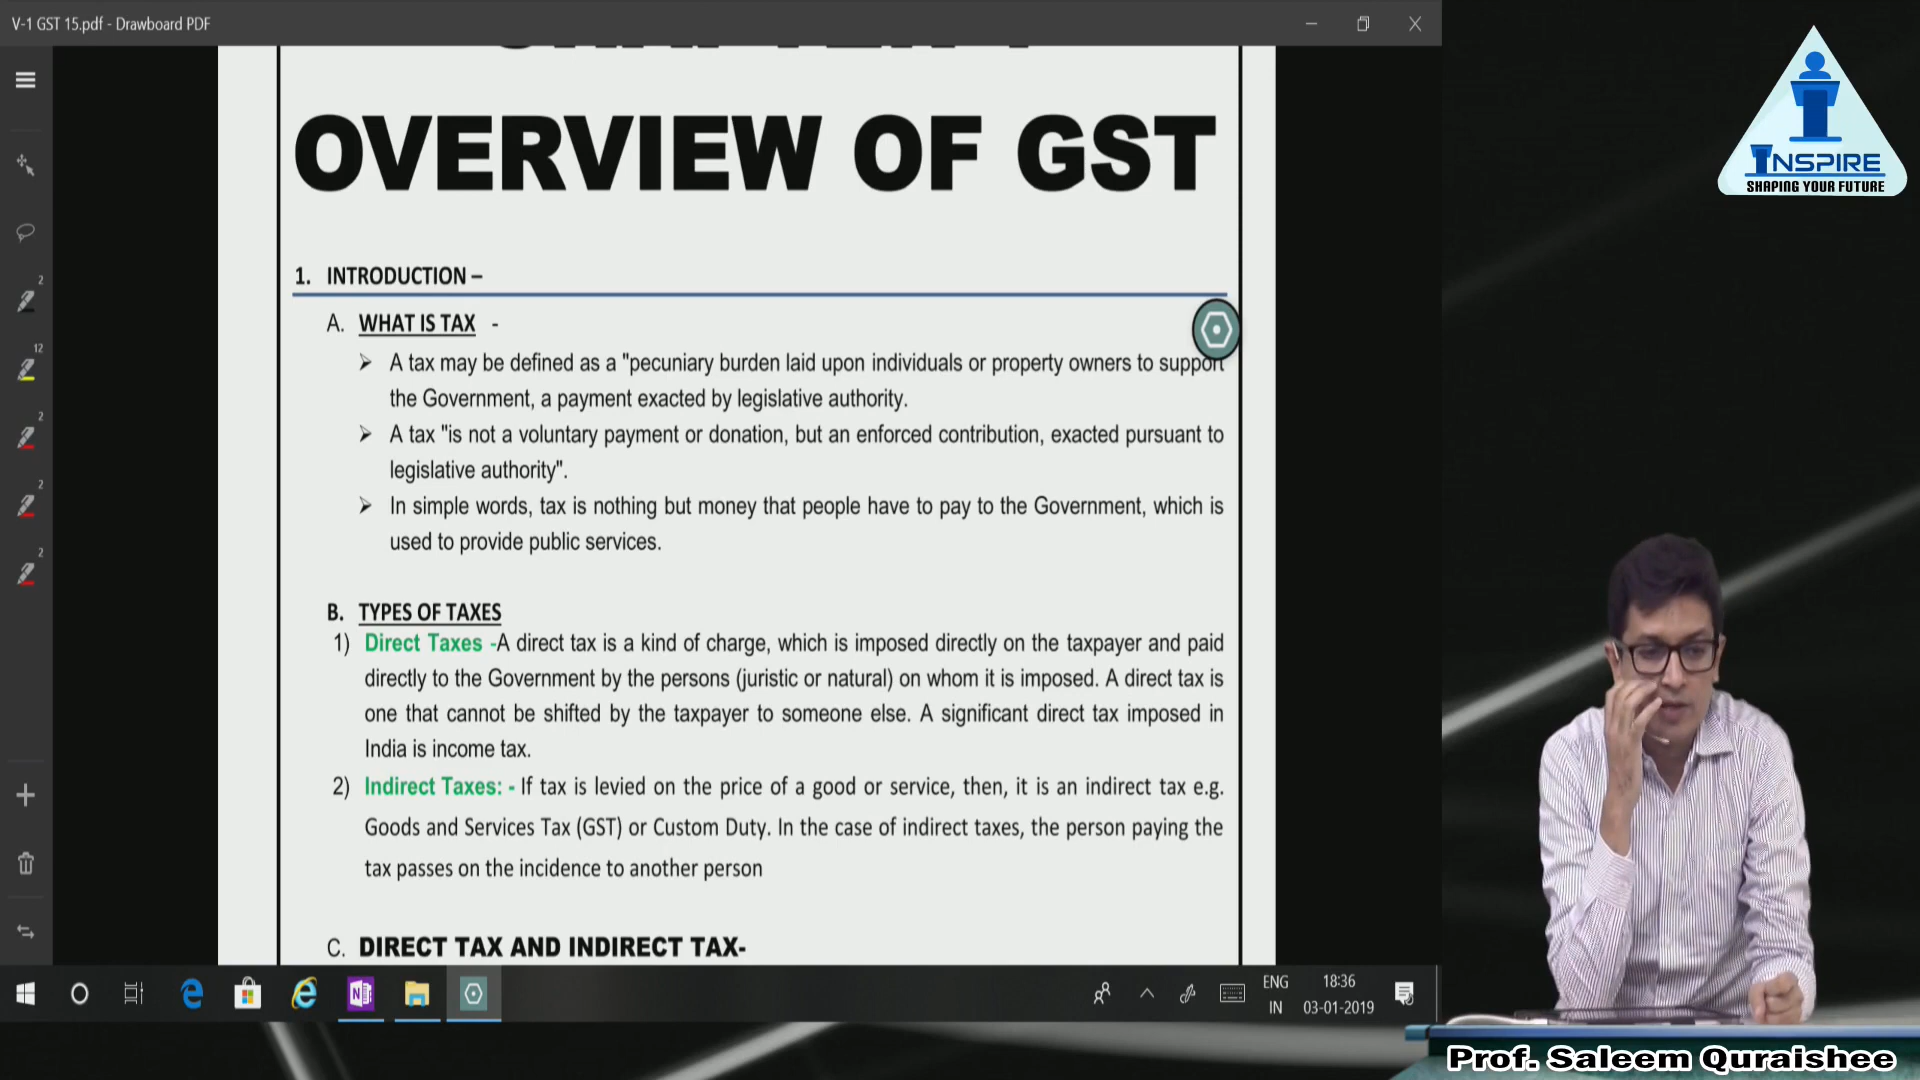 V-1 GST 15.pdf - Drawboard PDF
OVERVIEW OF GST
1. INTRODUCTION –
A. WHAT IS TAX -
➢ A tax may be defined as a "pecuniary burden laid upon individuals or property owners to support
the Government, a payment exacted by legislative authority.
➢ A tax "is not a voluntary payment or donation, but an enforced contribution, exacted pursuant to
legislative authority".
➢ In simple words, tax is nothing but money that people have to pay to the Government, which is
used to provide public services.
B. TYPES OF TAXES
1) Direct Taxes -A direct tax is a kind of charge, which is imposed directly on the taxpayer and paid
directly to the Government by the persons (juristic or natural) on whom it is imposed. A direct tax is
one that cannot be shifted by the taxpayer to someone else. A significant direct tax imposed in
India is income tax.
2) Indirect Taxes: - If tax is levied on the price of a good or service, then, it is an indirect tax e.g.
Goods and Services Tax (GST) or Custom Duty. In the case of indirect taxes, the person paying the
tax passes on the incidence to another person
C. DIRECT TAX AND INDIRECT TAX-
2
12
2
2
2
ENG
IN
18:36
03-01-2019
INSPIRE
SHAPING YOUR FUTURE
Prof. Saleem Quraishee